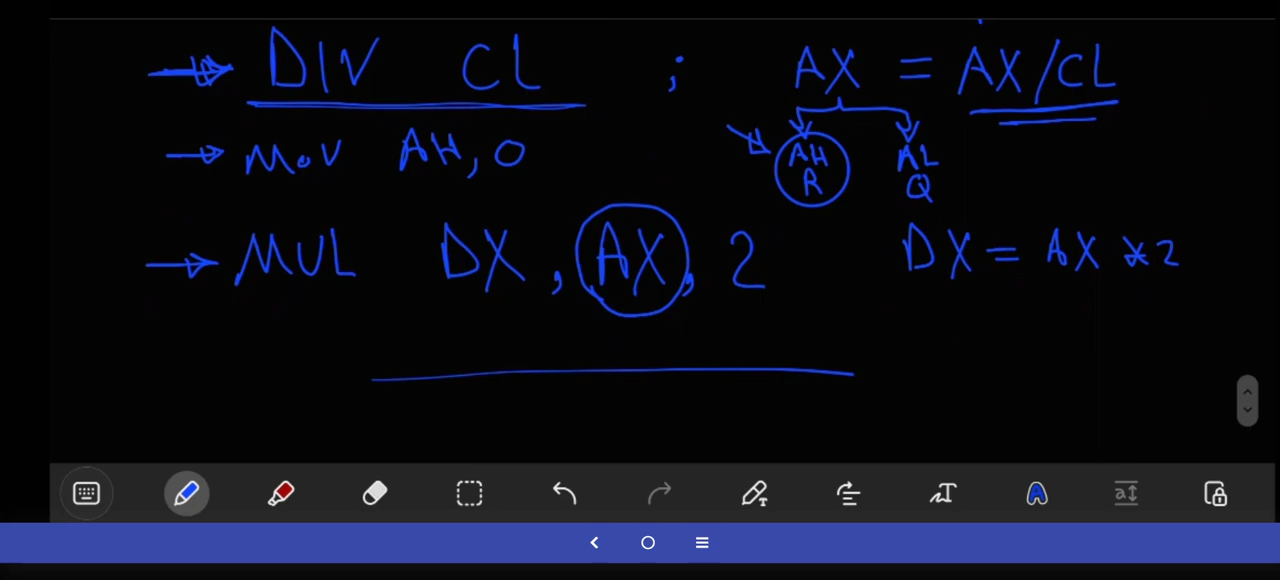 DIV CL ; AX = AX/CL
MOV AH, 0
AH AL
R Q
MUL DX, AX, 2 DX = AX * 2